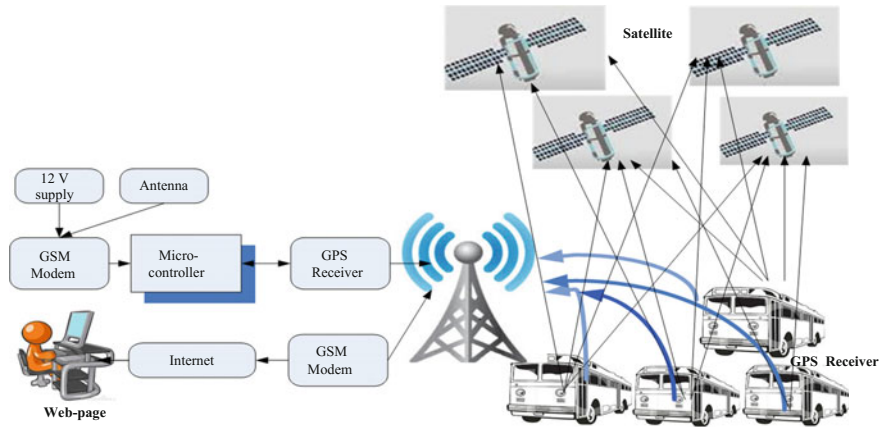 Satellite
12 V
supply
Antenna
GSM
Modem
Micro-
controller
GPS
Receiver
Internet
GSM
Modem
Web-page
GPS Receiver